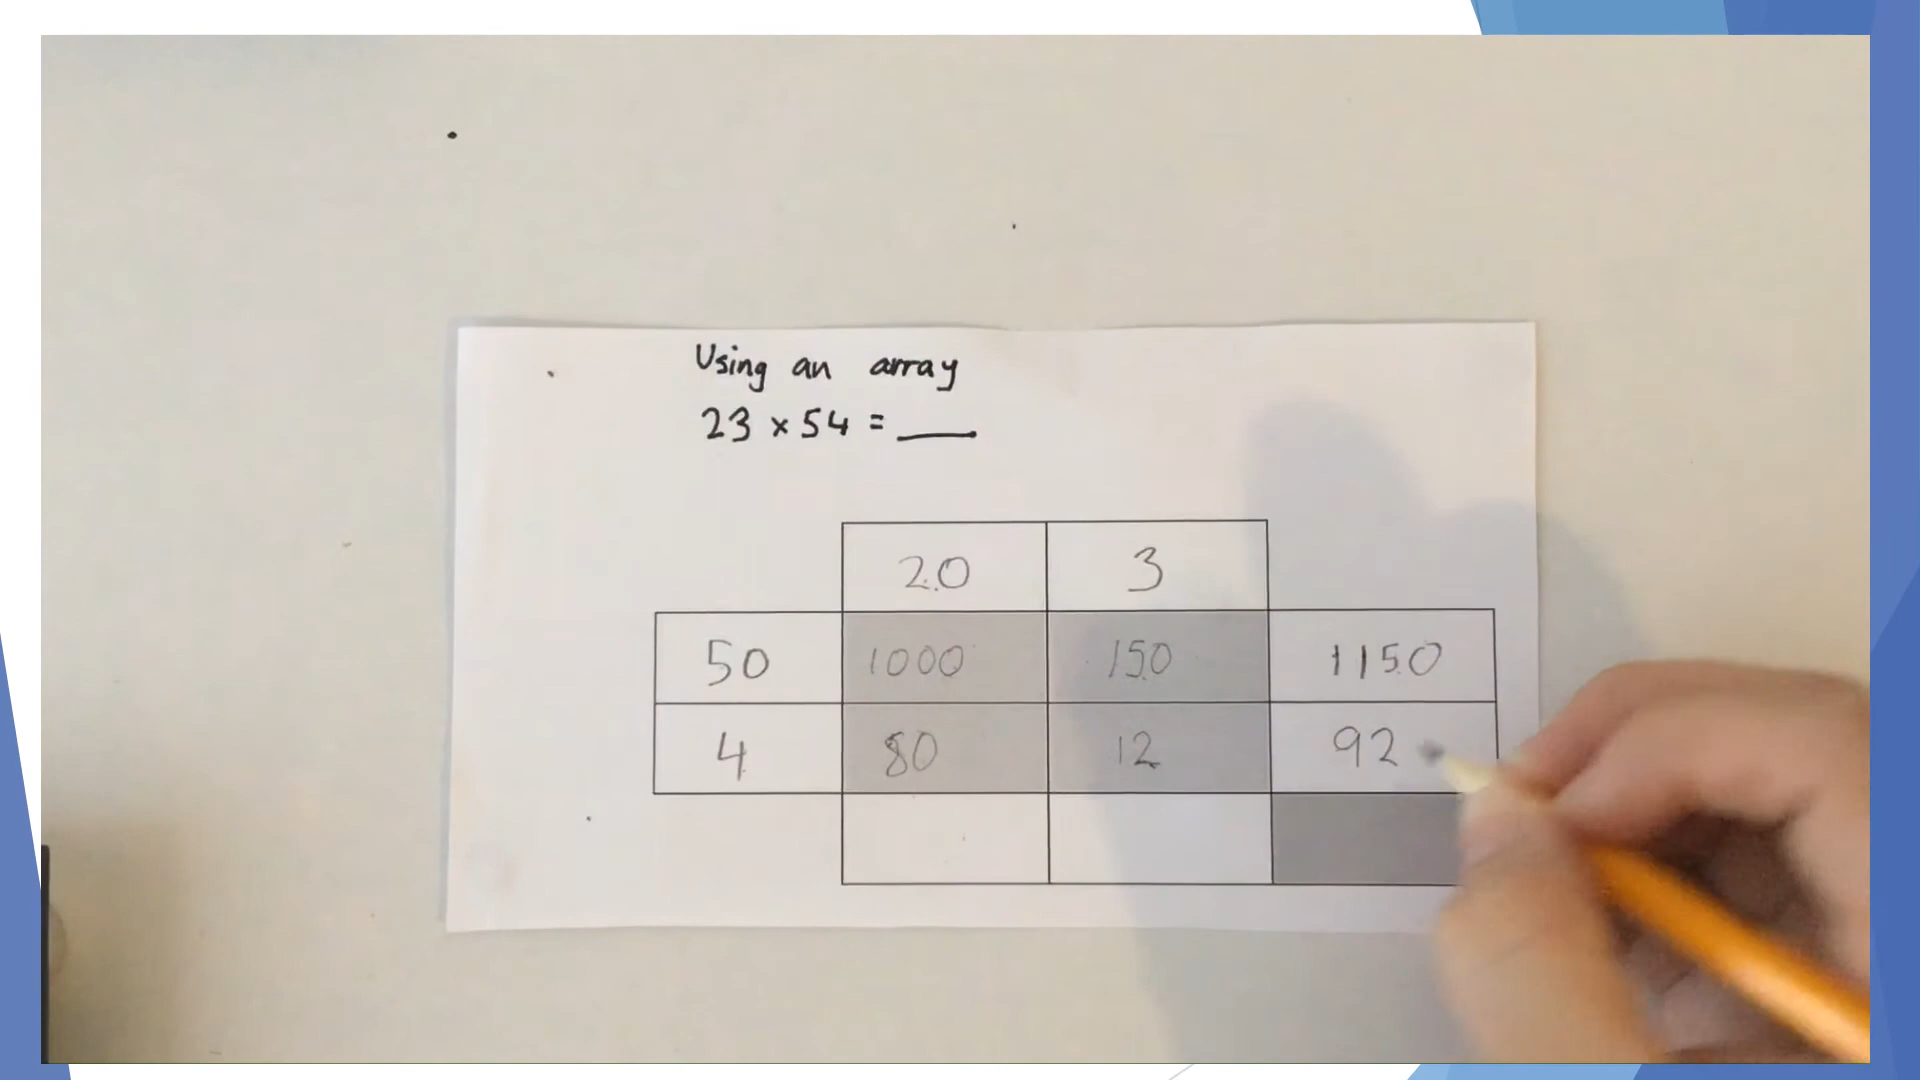 Using an array
23 × 54 = ___
20 3
50 1000 150 1150
4 80 12 92